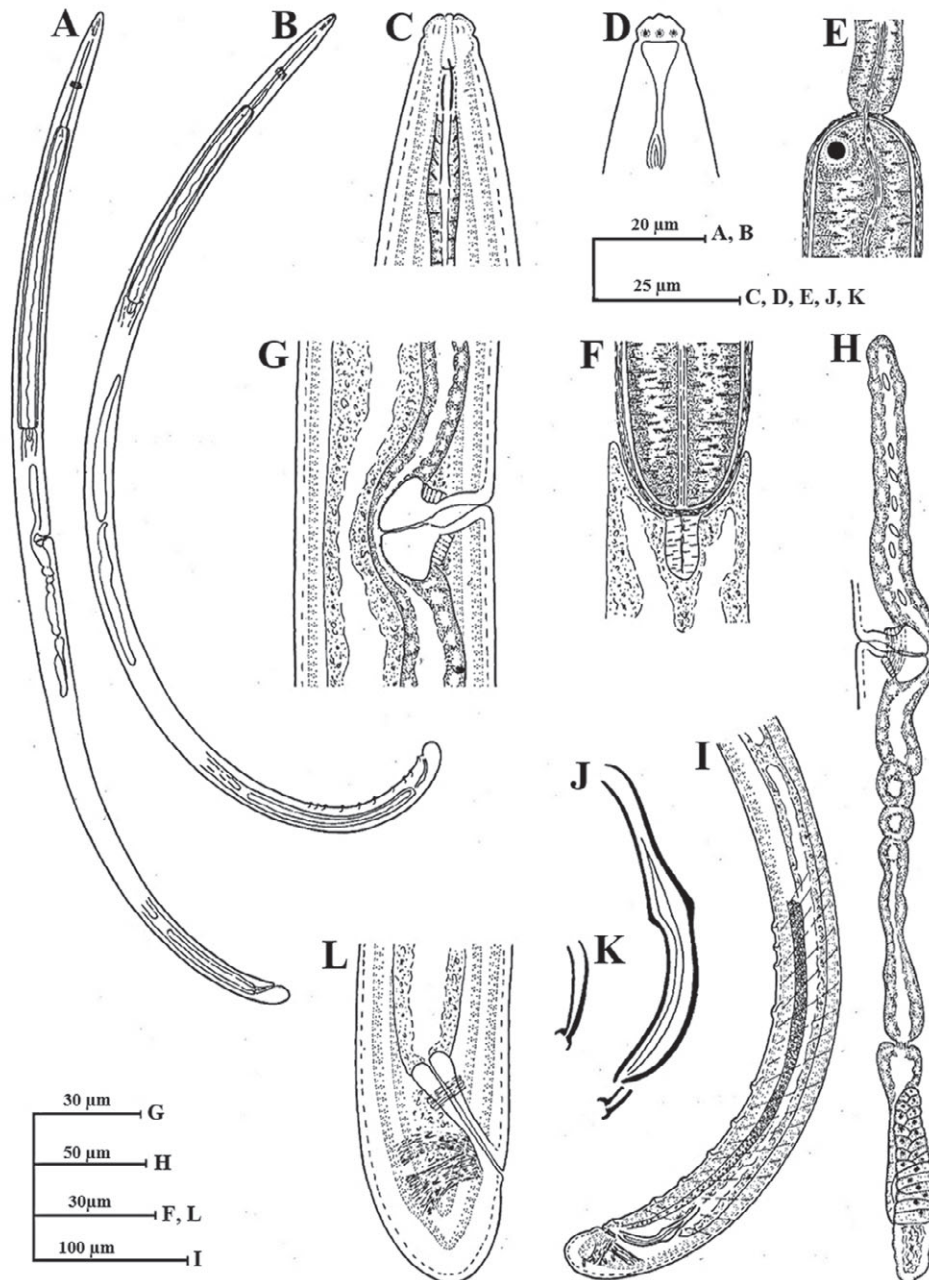 A
B
C
D
E
20 µm
A, B
25 µm
C, D, E, J, K
G
F
H
J
I
K
L
30 µm
G
50 µm
H
30µm
F, L
100 µm
I